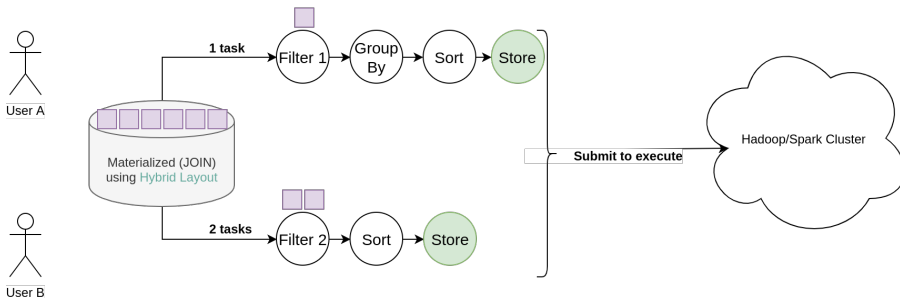 User A
1 task
Filter 1
Group
By
Sort
Store
Materialized (JOIN)
using Hybrid Layout
Submit to execute
Hadoop/Spark Cluster
User B
2 tasks
Filter 2
Sort
Store